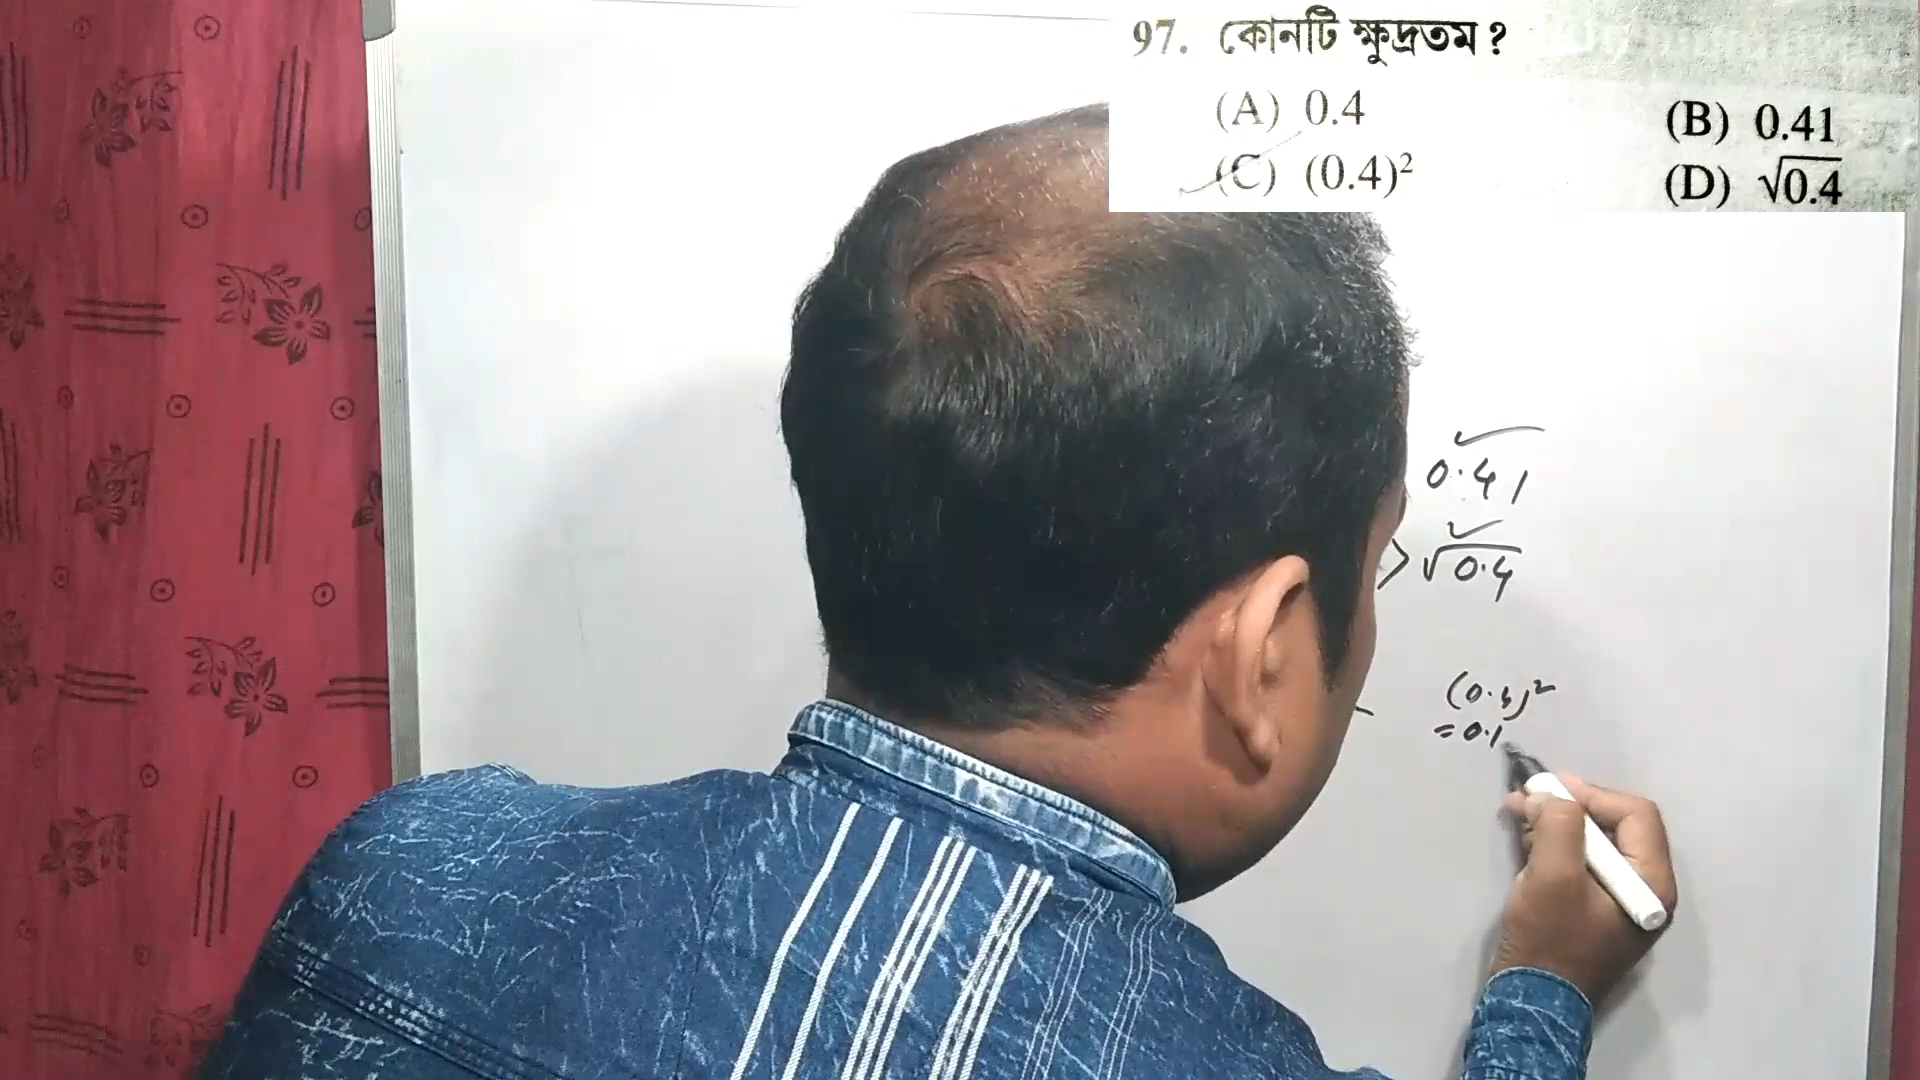 97. কোনটি ক্ষুদ্রতম ?
(A) 0.4 (B) 0.41
(C) (0.4)² (D) √0.4
0.41
> √0.4
(0.4)²
= 0.1